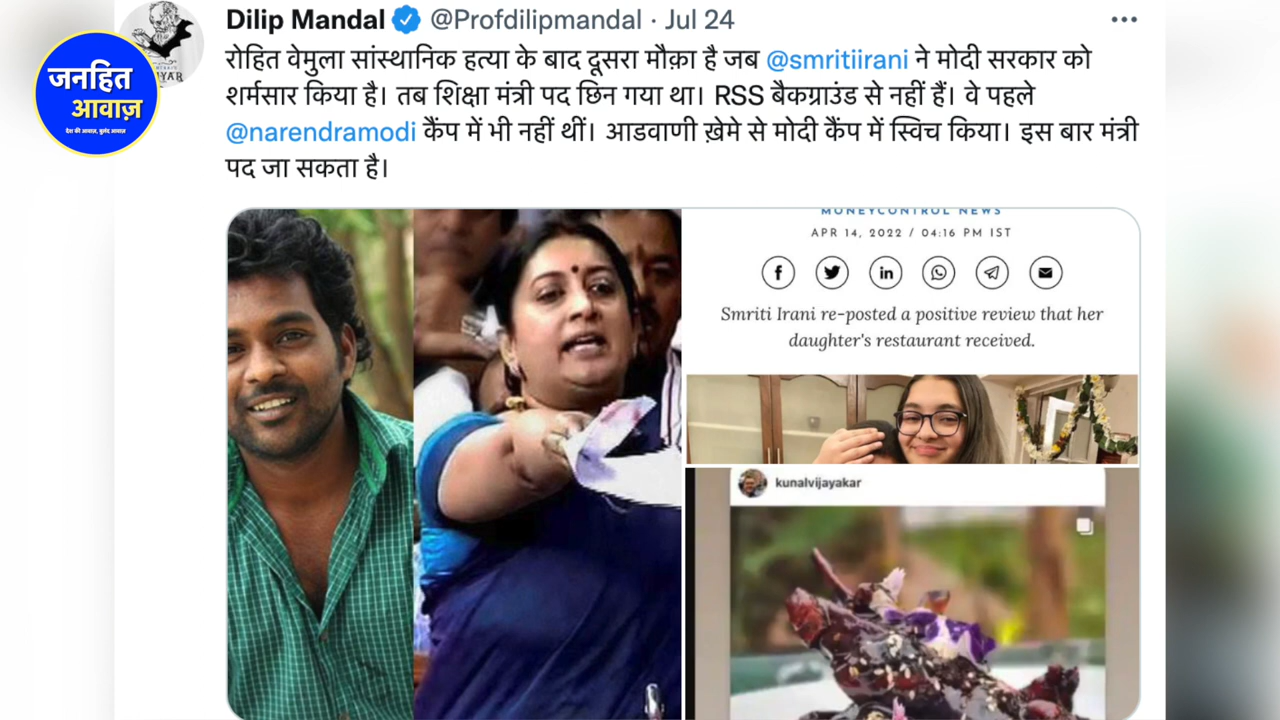 Dilip Mandal @Profdilipmandal · Jul 24
रोहित वेमुला सांस्थानिक हत्या के बाद दूसरा मौक़ा है जब @smritiirani ने मोदी सरकार को
शर्मसार किया है। तब शिक्षा मंत्री पद छिन गया था। RSS बैकग्राउंड से नहीं हैं। वे पहले
@narendramodi कैंप में भी नहीं थीं। आडवाणी ख़ेमे से मोदी कैंप में स्विच किया। इस बार मंत्री
पद जा सकता है।
जनहित
आवाज़
देश की आवाज़, बुलंद आवाज़
MONEYCONTROL NEWS
APR 14, 2022 / 04:16 PM IST
Smriti Irani re-posted a positive review that her
daughter's restaurant received.
kunalvijayakar